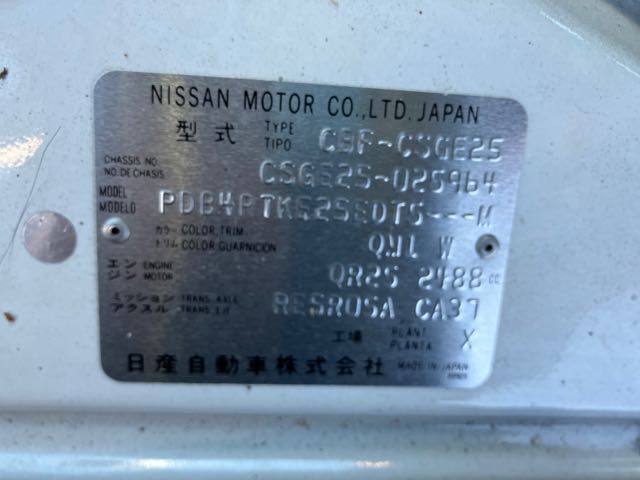 NISSAN MOTOR CO.,LTD. JAPAN
型式 TYPE TIPO CBF-CSGE25
CHASSIS NO. NO. DE CHASIS CSGE25-025964
MODEL MODELO
カラー COLOR, TRIM
トリム COLOR, GUARNICION QM1 W
エンジン ENGINE MOTOR QR25 2488 cc
ミッション TRANS. AXLE
アクスル TRANS. EJE RE5R05A CA37
工場 PLANT PLANTA X
日産自動車株式会社 MADE IN JAPAN